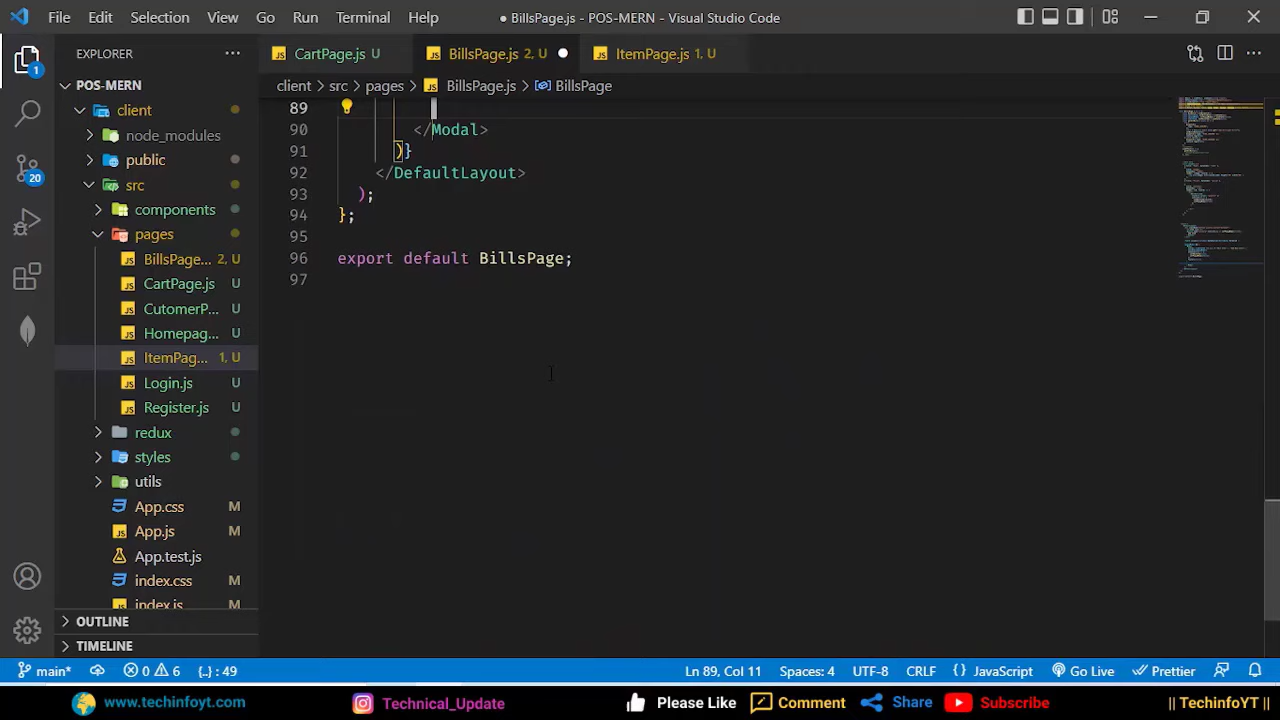 File Edit Selection View Go Run Terminal Help
● BillsPage.js - POS-MERN - Visual Studio Code
EXPLORER
POS-MERN
client
node_modules
public
src
components
pages
BillsPage... 2, U
CartPage.js U
CutomerP... U
Homepag... U
ItemPag... 1, U
Login.js U
Register.js U
redux
styles
utils
App.css M
App.js M
App.test.js
index.css M
index.js M
OUTLINE
TIMELINE
1
20
CartPage.js U
BillsPage.js 2, U
ItemPage.js 1, U
client > src > pages > BillsPage.js > BillsPage
89
90 </Modal>
91 )}
92 </DefaultLayout>
93 );
94 };
95
96 export default BillsPage;
97
main* 0 6 {..} : 49
Ln 89, Col 11 Spaces: 4 UTF-8 CRLF {} JavaScript Go Live Prettier
www.techinfoyt.com Technical_Update Please Like Comment Share Subscribe || TechinfoYT ||